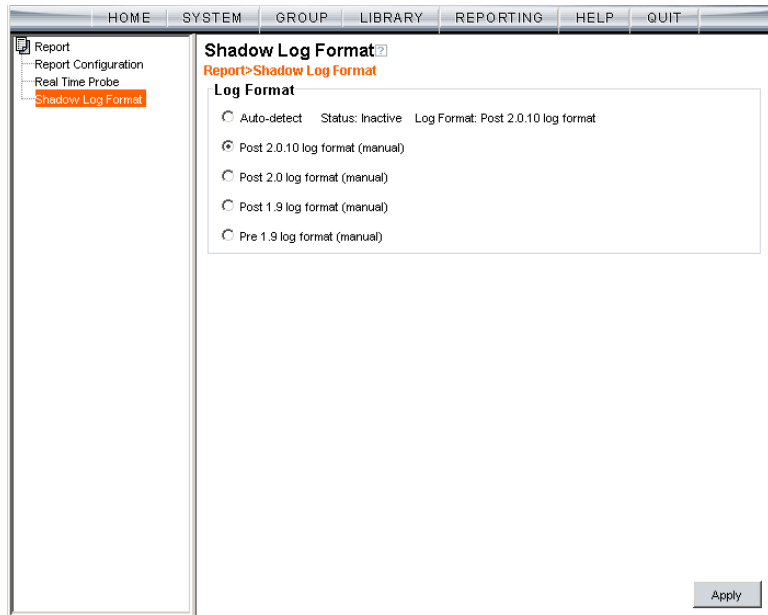 HOME SYSTEM GROUP LIBRARY REPORTING HELP QUIT
Report
Report Configuration
Real Time Probe
Shadow Log Format
Shadow Log Format?
Report>Shadow Log Format
Log Format
Auto-detect Status: Inactive Log Format: Post 2.0.10 log format
Post 2.0.10 log format (manual)
Post 2.0 log format (manual)
Post 1.9 log format (manual)
Pre 1.9 log format (manual)
Apply